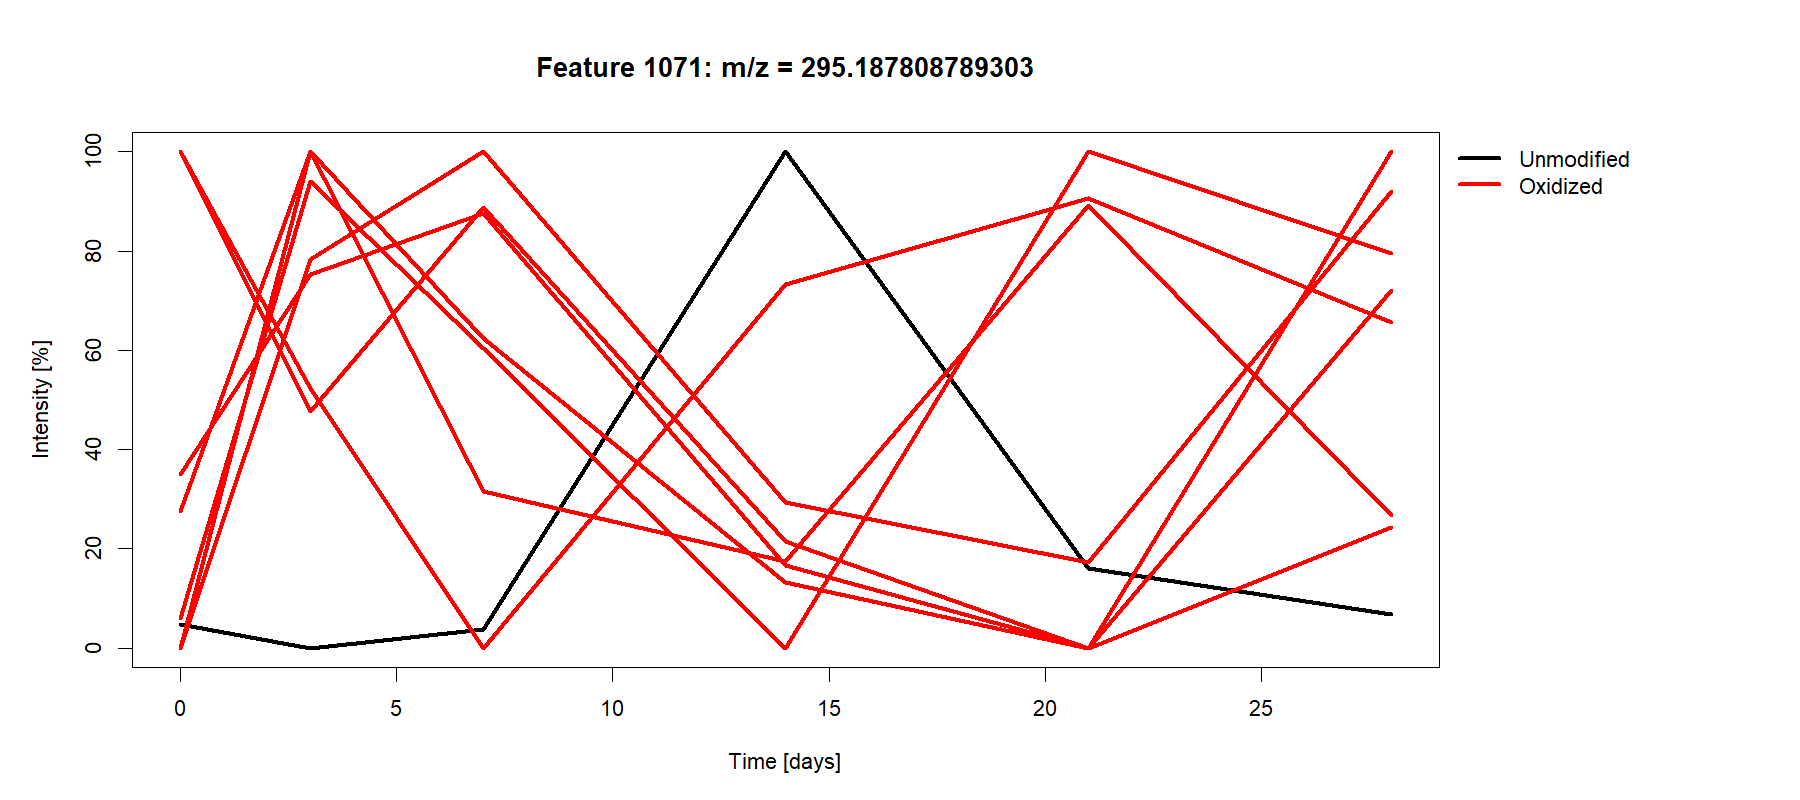 Feature 1071: m/z = 295.187808789303
Unmodified
Oxidized
Intensity [%]
100
80
60
40
20
0
0 5 10 15 20 25
Time [days]